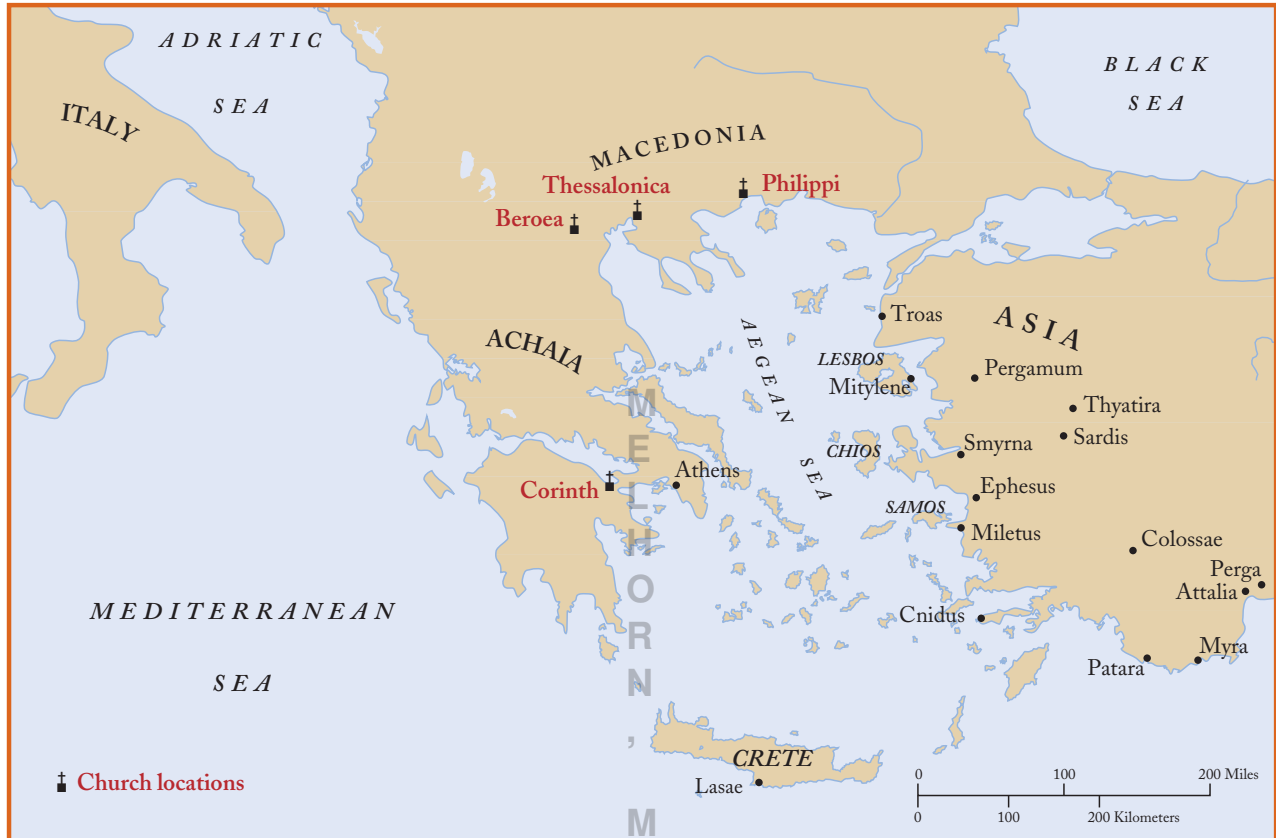 ADRIATIC
SEA
BLACK
SEA
ITALY
MACEDONIA
Thessalonica
Philippi
Beroea
Troas
ASIA
ACHAIA
AEGEAN
SEA
LESBOS
Mitylene
Pergamum
Thyatira
Sardis
CHIOS
Smyrna
Corinth
Athens
Ephesus
SAMOS
Miletus
Colossae
Perga
Attalia
MEDITERRANEAN
SEA
Cnidus
Patara
Myra
CRETE
Lasae
Church locations
0 100 200 Miles
0 100 200 Kilometers
MELHORN, M